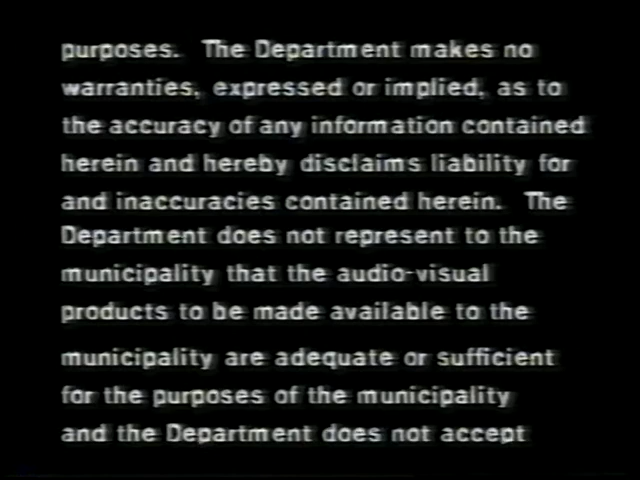 purposes. The Department makes no
warranties, expressed or implied, as to
the accuracy of any information contained
herein and hereby disclaims liability for
and inaccuracies contained herein. The
Department does not represent to the
municipality that the audio-visual
products to be made available to the
municipality are adequate or sufficient
for the purposes of the municipality
and the Department does not accept